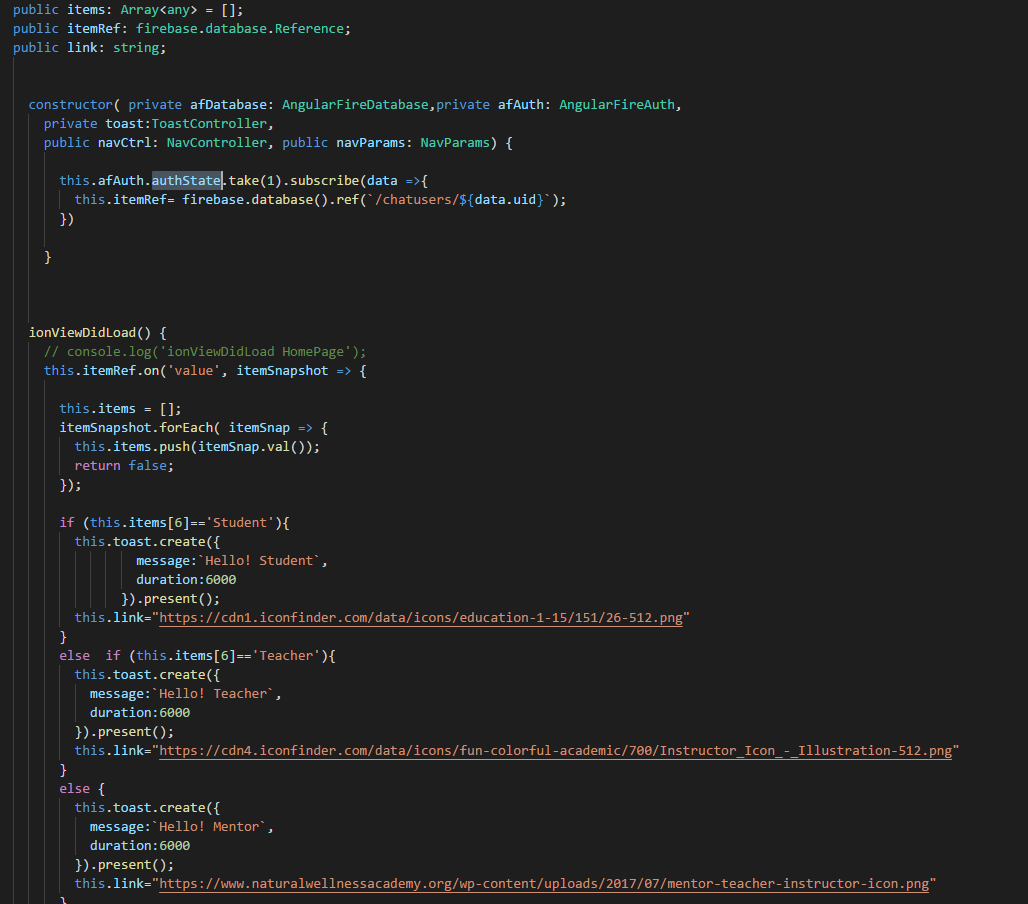 public items: Array<any> = [];
public itemRef: firebase.database.Reference;
public link: string;
constructor( private afDatabase: AngularFireDatabase,private afAuth: AngularFireAuth,
private toast:ToastController,
public navCtrl: NavController, public navParams: NavParams) {
this.afAuth.authState.take(1).subscribe(data =>{
this.itemRef= firebase.database().ref(`/chatusers/${data.uid}`);
})
}
ionViewDidLoad() {
// console.log('ionViewDidLoad HomePage');
this.itemRef.on('value', itemSnapshot => {
this.items = [];
itemSnapshot.forEach( itemSnap => {
this.items.push(itemSnap.val());
return false;
});
if (this.items[6]=='Student'){
this.toast.create({
message:`Hello! Student`,
duration:6000
}).present();
this.link="https://cdn1.iconfinder.com/data/icons/education-1-15/151/26-512.png"
}
else  if (this.items[6]=='Teacher'){
this.toast.create({
message:`Hello! Teacher`,
duration:6000
}).present();
this.link="https://cdn4.iconfinder.com/data/icons/fun-colorful-academic/700/Instructor_Icon_-_Illustration-512.png"
}
else {
this.toast.create({
message:`Hello! Mentor`,
duration:6000
}).present();
this.link="https://www.naturalwellnessacademy.org/wp-content/uploads/2017/07/mentor-teacher-instructor-icon.png"
}